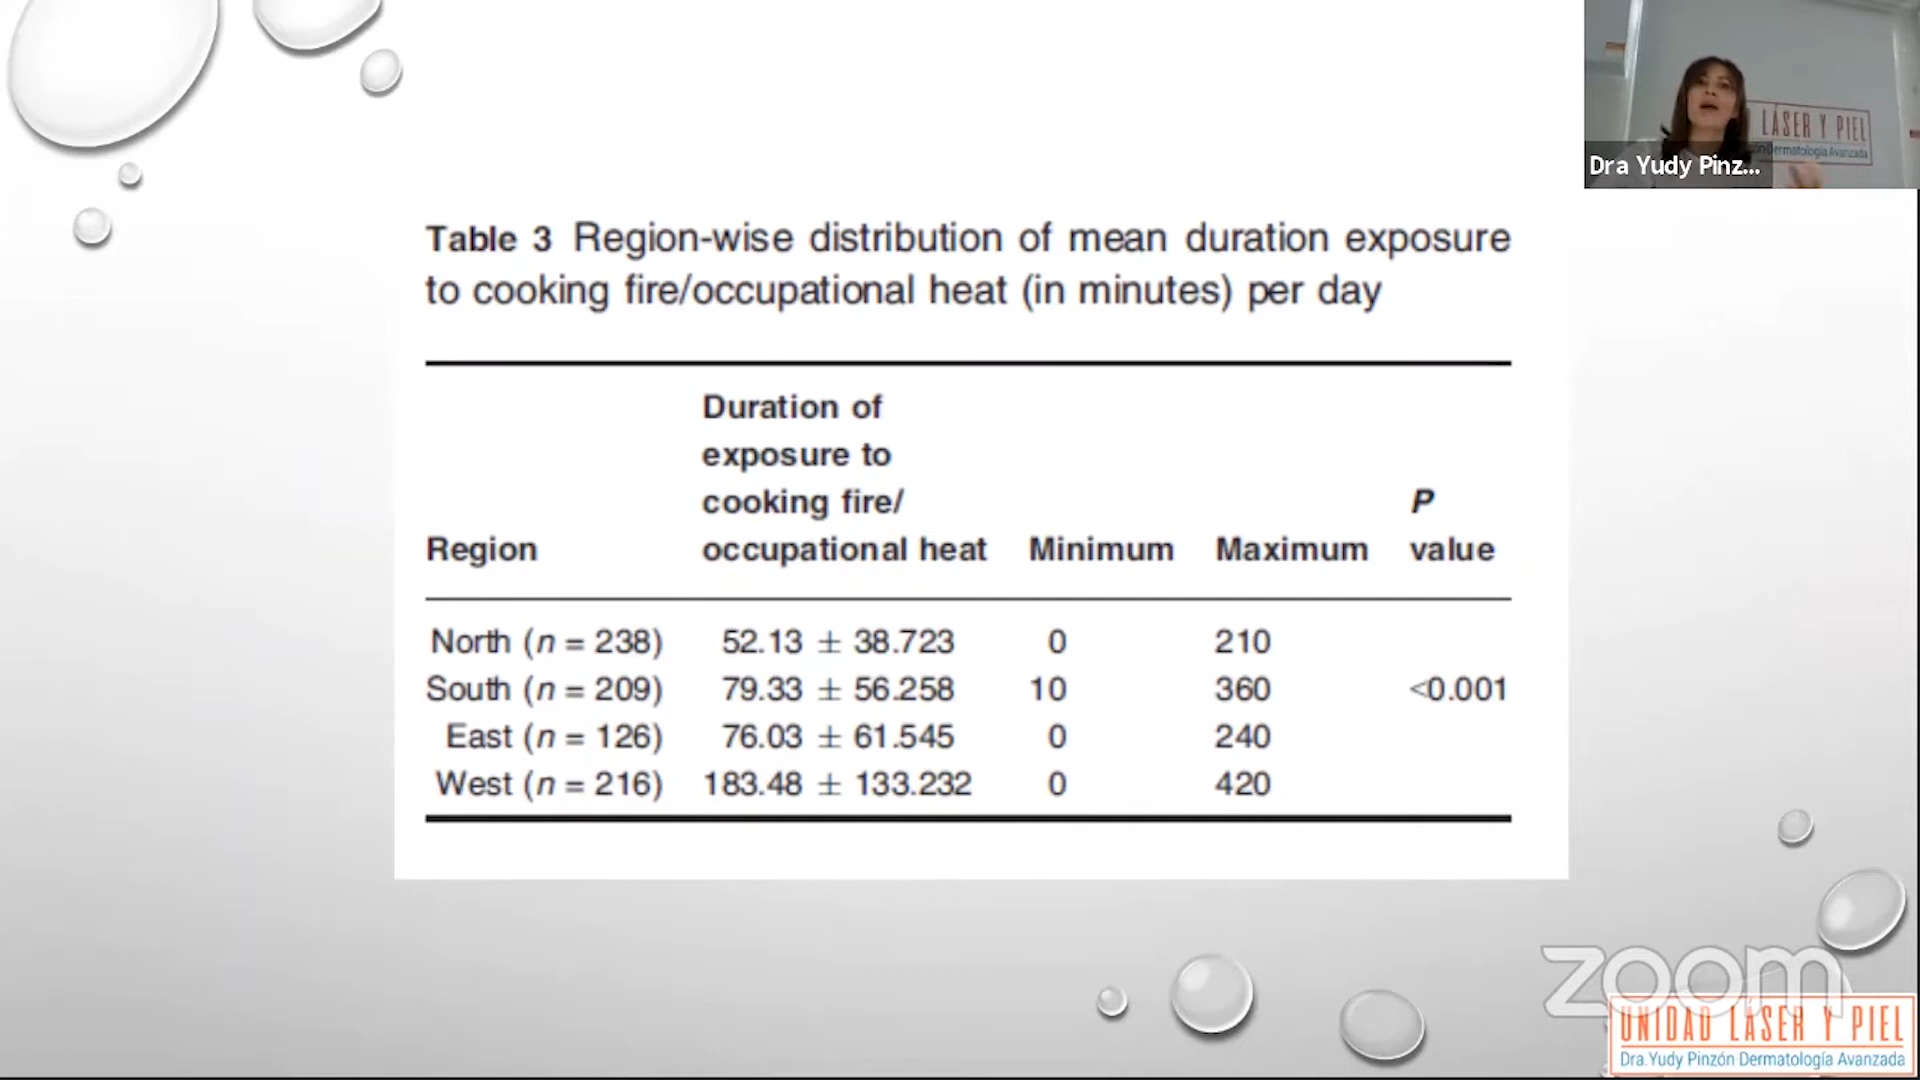 LÁSER Y PIEL
Dermatología Avanzada
Dra Yudy Pinz...
Table 3 Region-wise distribution of mean duration exposure
to cooking fire/occupational heat (in minutes) per day
Duration of
exposure to
cooking fire/ P
Region occupational heat Minimum Maximum value
North (n = 238) 52.13 ± 38.723 0 210
South (n = 209) 79.33 ± 56.258 10 360 <0.001
East (n = 126) 76.03 ± 61.545 0 240
West (n = 216) 183.48 ± 133.232 0 420
zoom
UNIDAD LÁSER Y PIEL
Dra.Yudy Pinzón Dermatología Avanzada